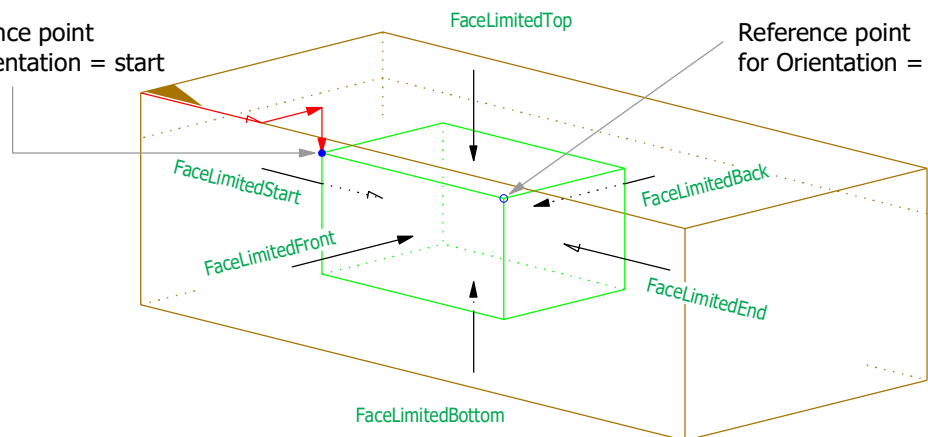 FaceLimitedTop
nce point
entation = start
Reference point
for Orientation =
FaceLimitedStart
FaceLimitedBack
FaceLimitedFront
FaceLimitedEnd
FaceLimitedBottom